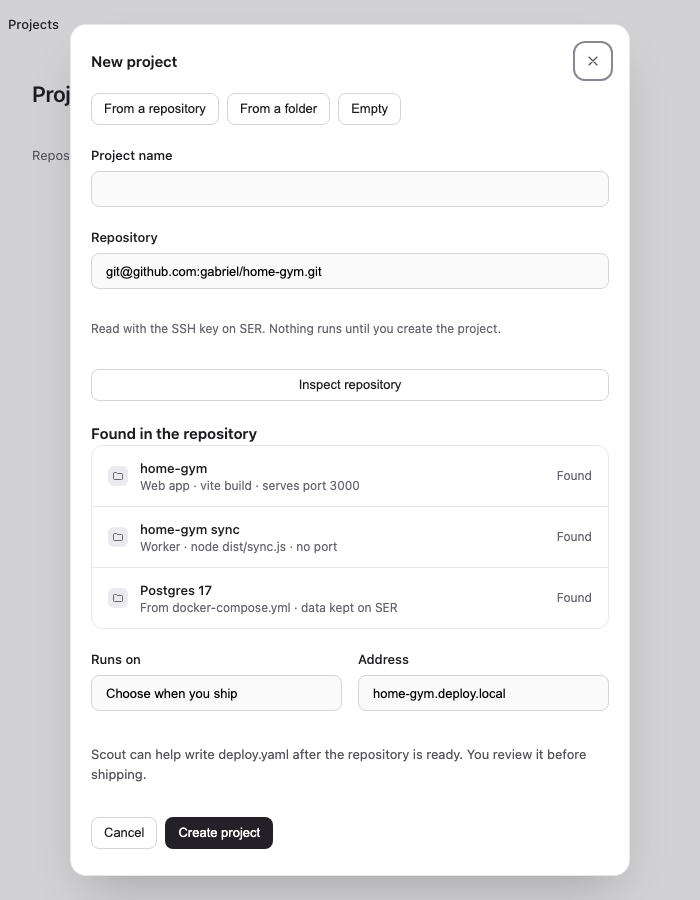 Projects
New project
Proj
From a repository
From a folder
Empty
Repos
Project name
Repository
git@github.com:gabriel/home-gym.git
Read with the SSH key on SER. Nothing runs until you create the project.
Inspect repository
Found in the repository
home-gym
Web app · vite build · serves port 3000
Found
home-gym sync
Worker · node dist/sync.js · no port
Found
Postgres 17
From docker-compose.yml · data kept on SER
Found
Runs on
Address
Choose when you ship
home-gym.deploy.local
Scout can help write deploy.yaml after the repository is ready. You review it before
shipping.
Cancel
Create project